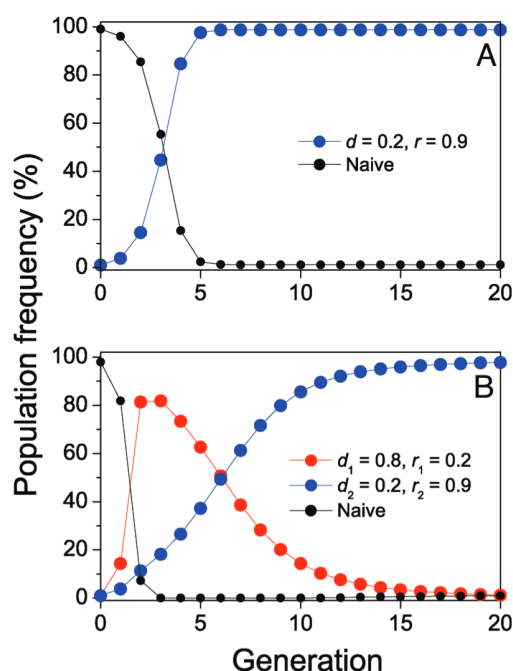 Population frequency (%)
A
100
80
60
40
20
0
d = 0.2, r = 0.9
Naive
0
5
10
15
20
B
100
80
60
40
20
0
d₁ = 0.8, r₁ = 0.2
d₂ = 0.2, r₂ = 0.9
Naive
0
5
10
15
20
Generation